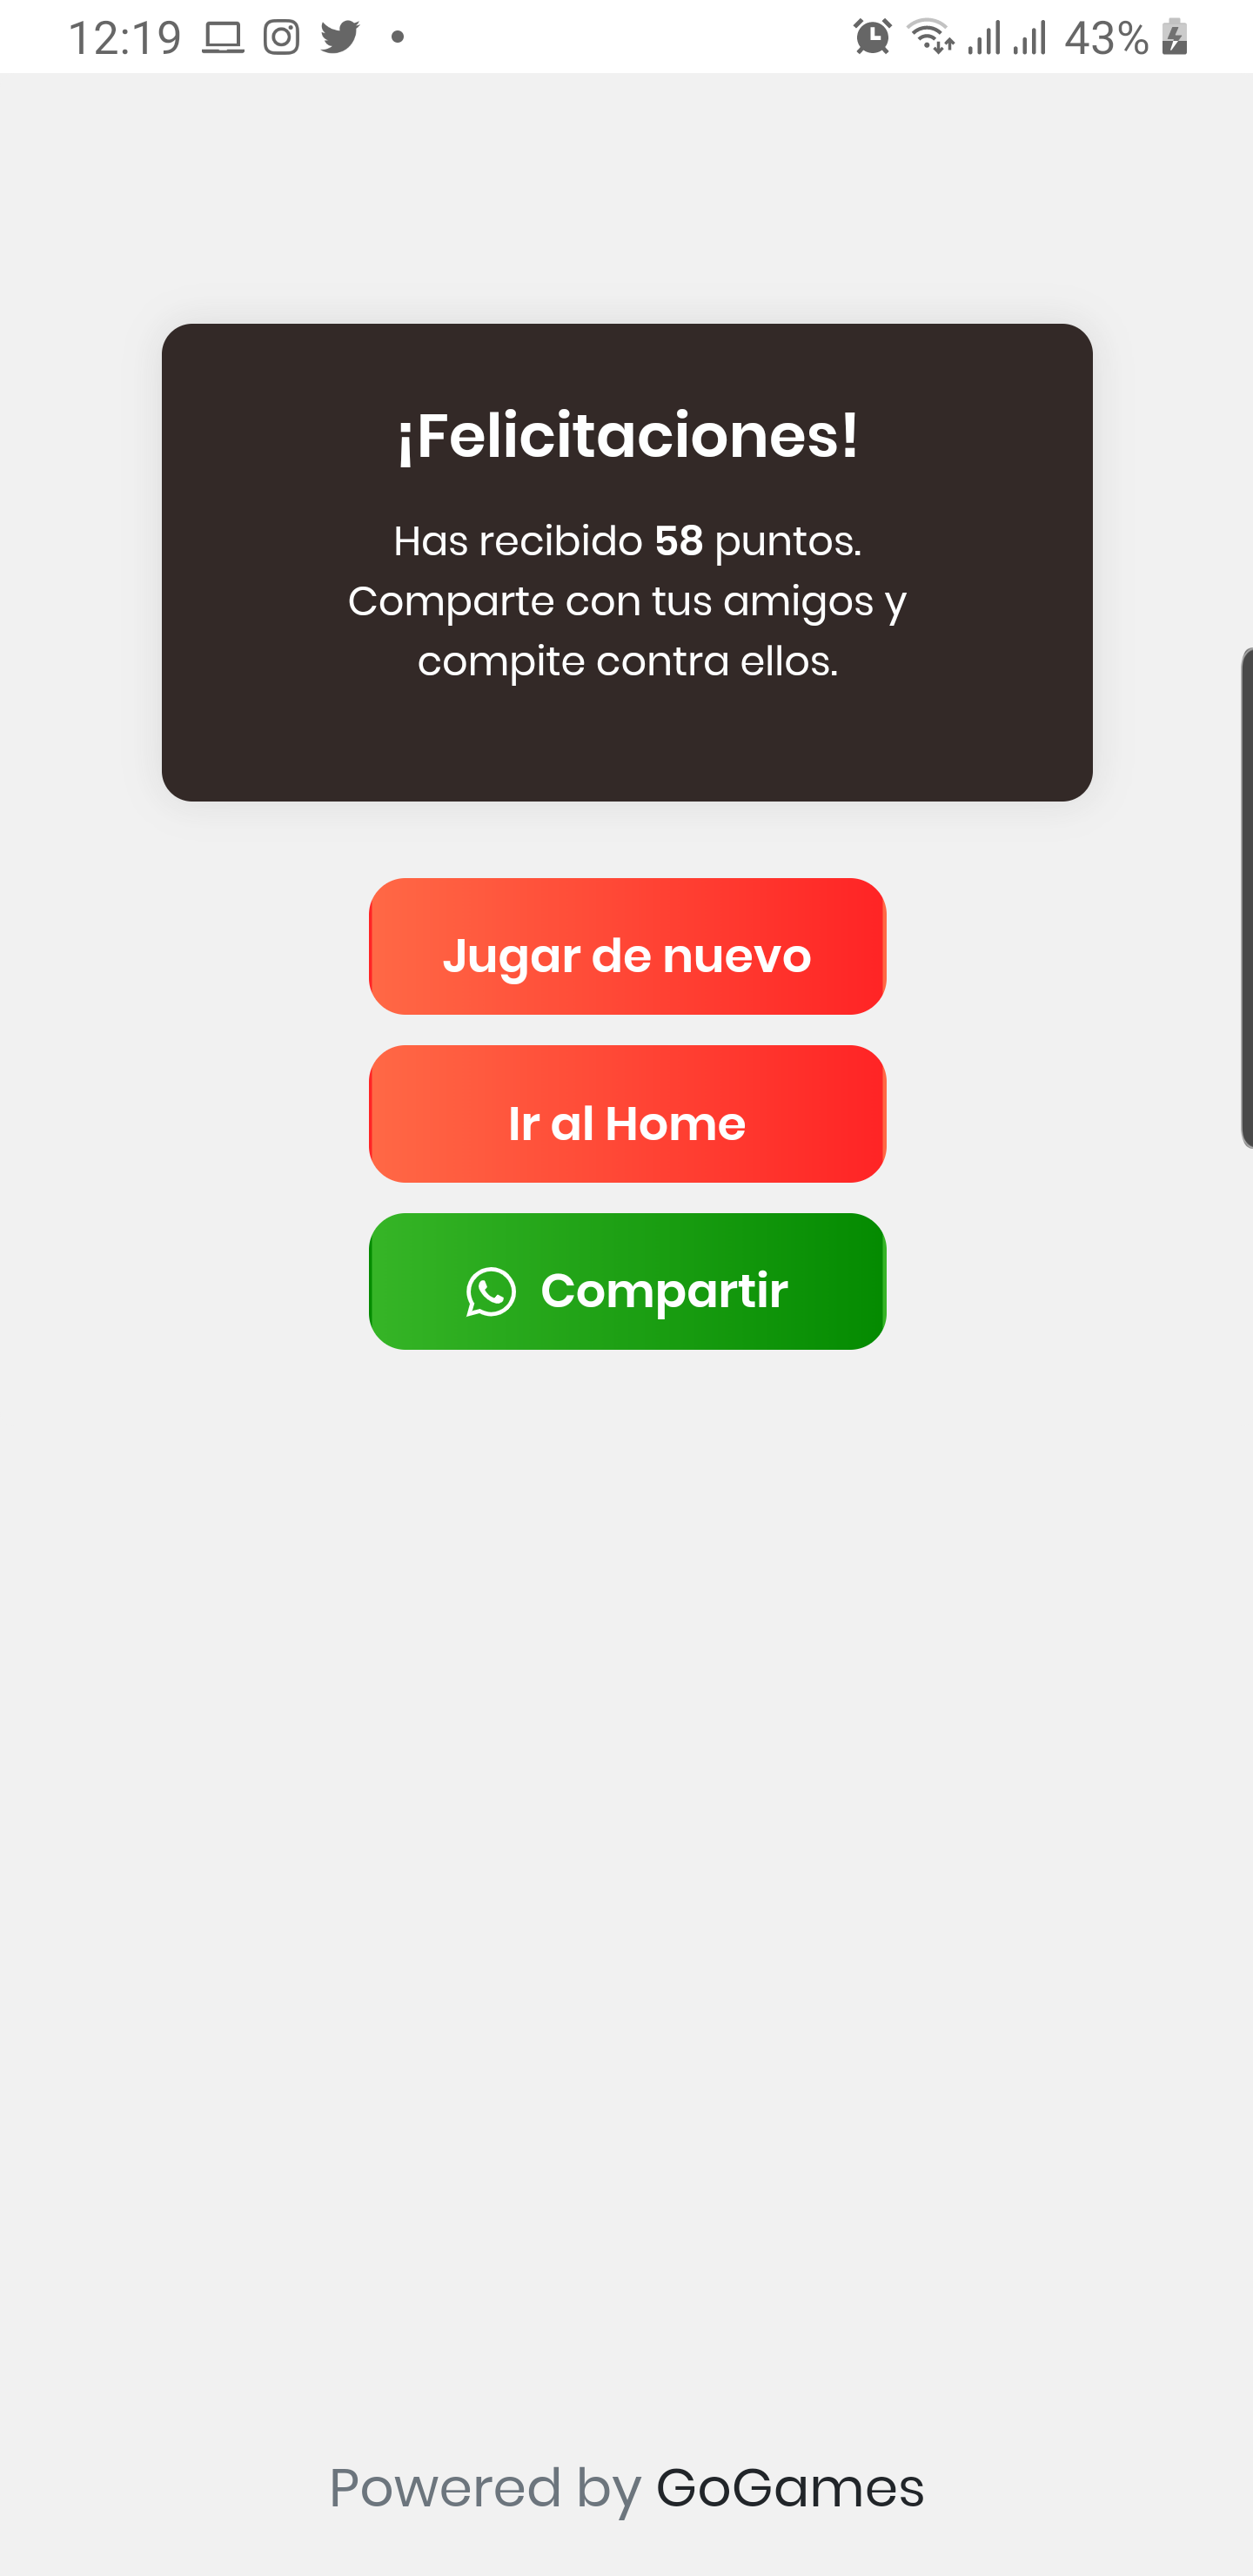 12:19
43%
¡Felicitaciones!
Has recibido 58 puntos.
Comparte con tus amigos y
compite contra ellos.
Jugar de nuevo
Ir al Home
Compartir
Powered by GoGames